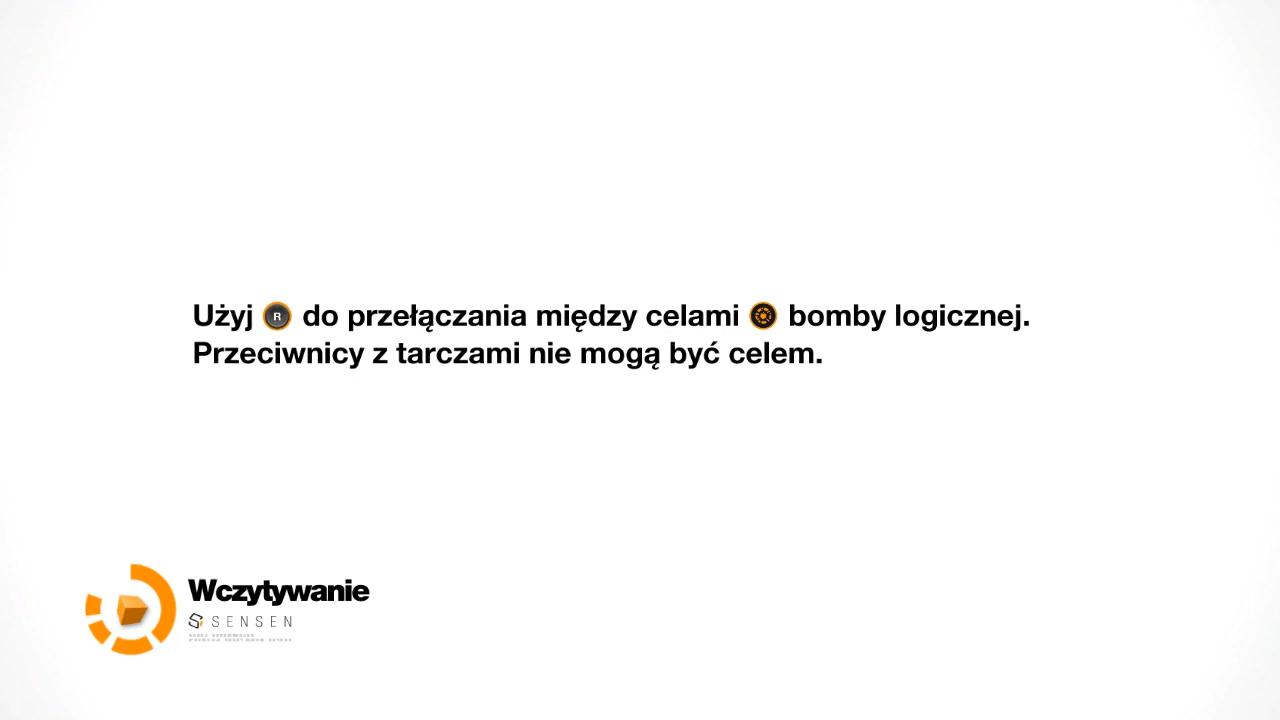 Użyj R do przełączania między celami bomby logicznej.
Przeciwnicy z tarczami nie mogą być celem.
Wczytywanie
SENSEN